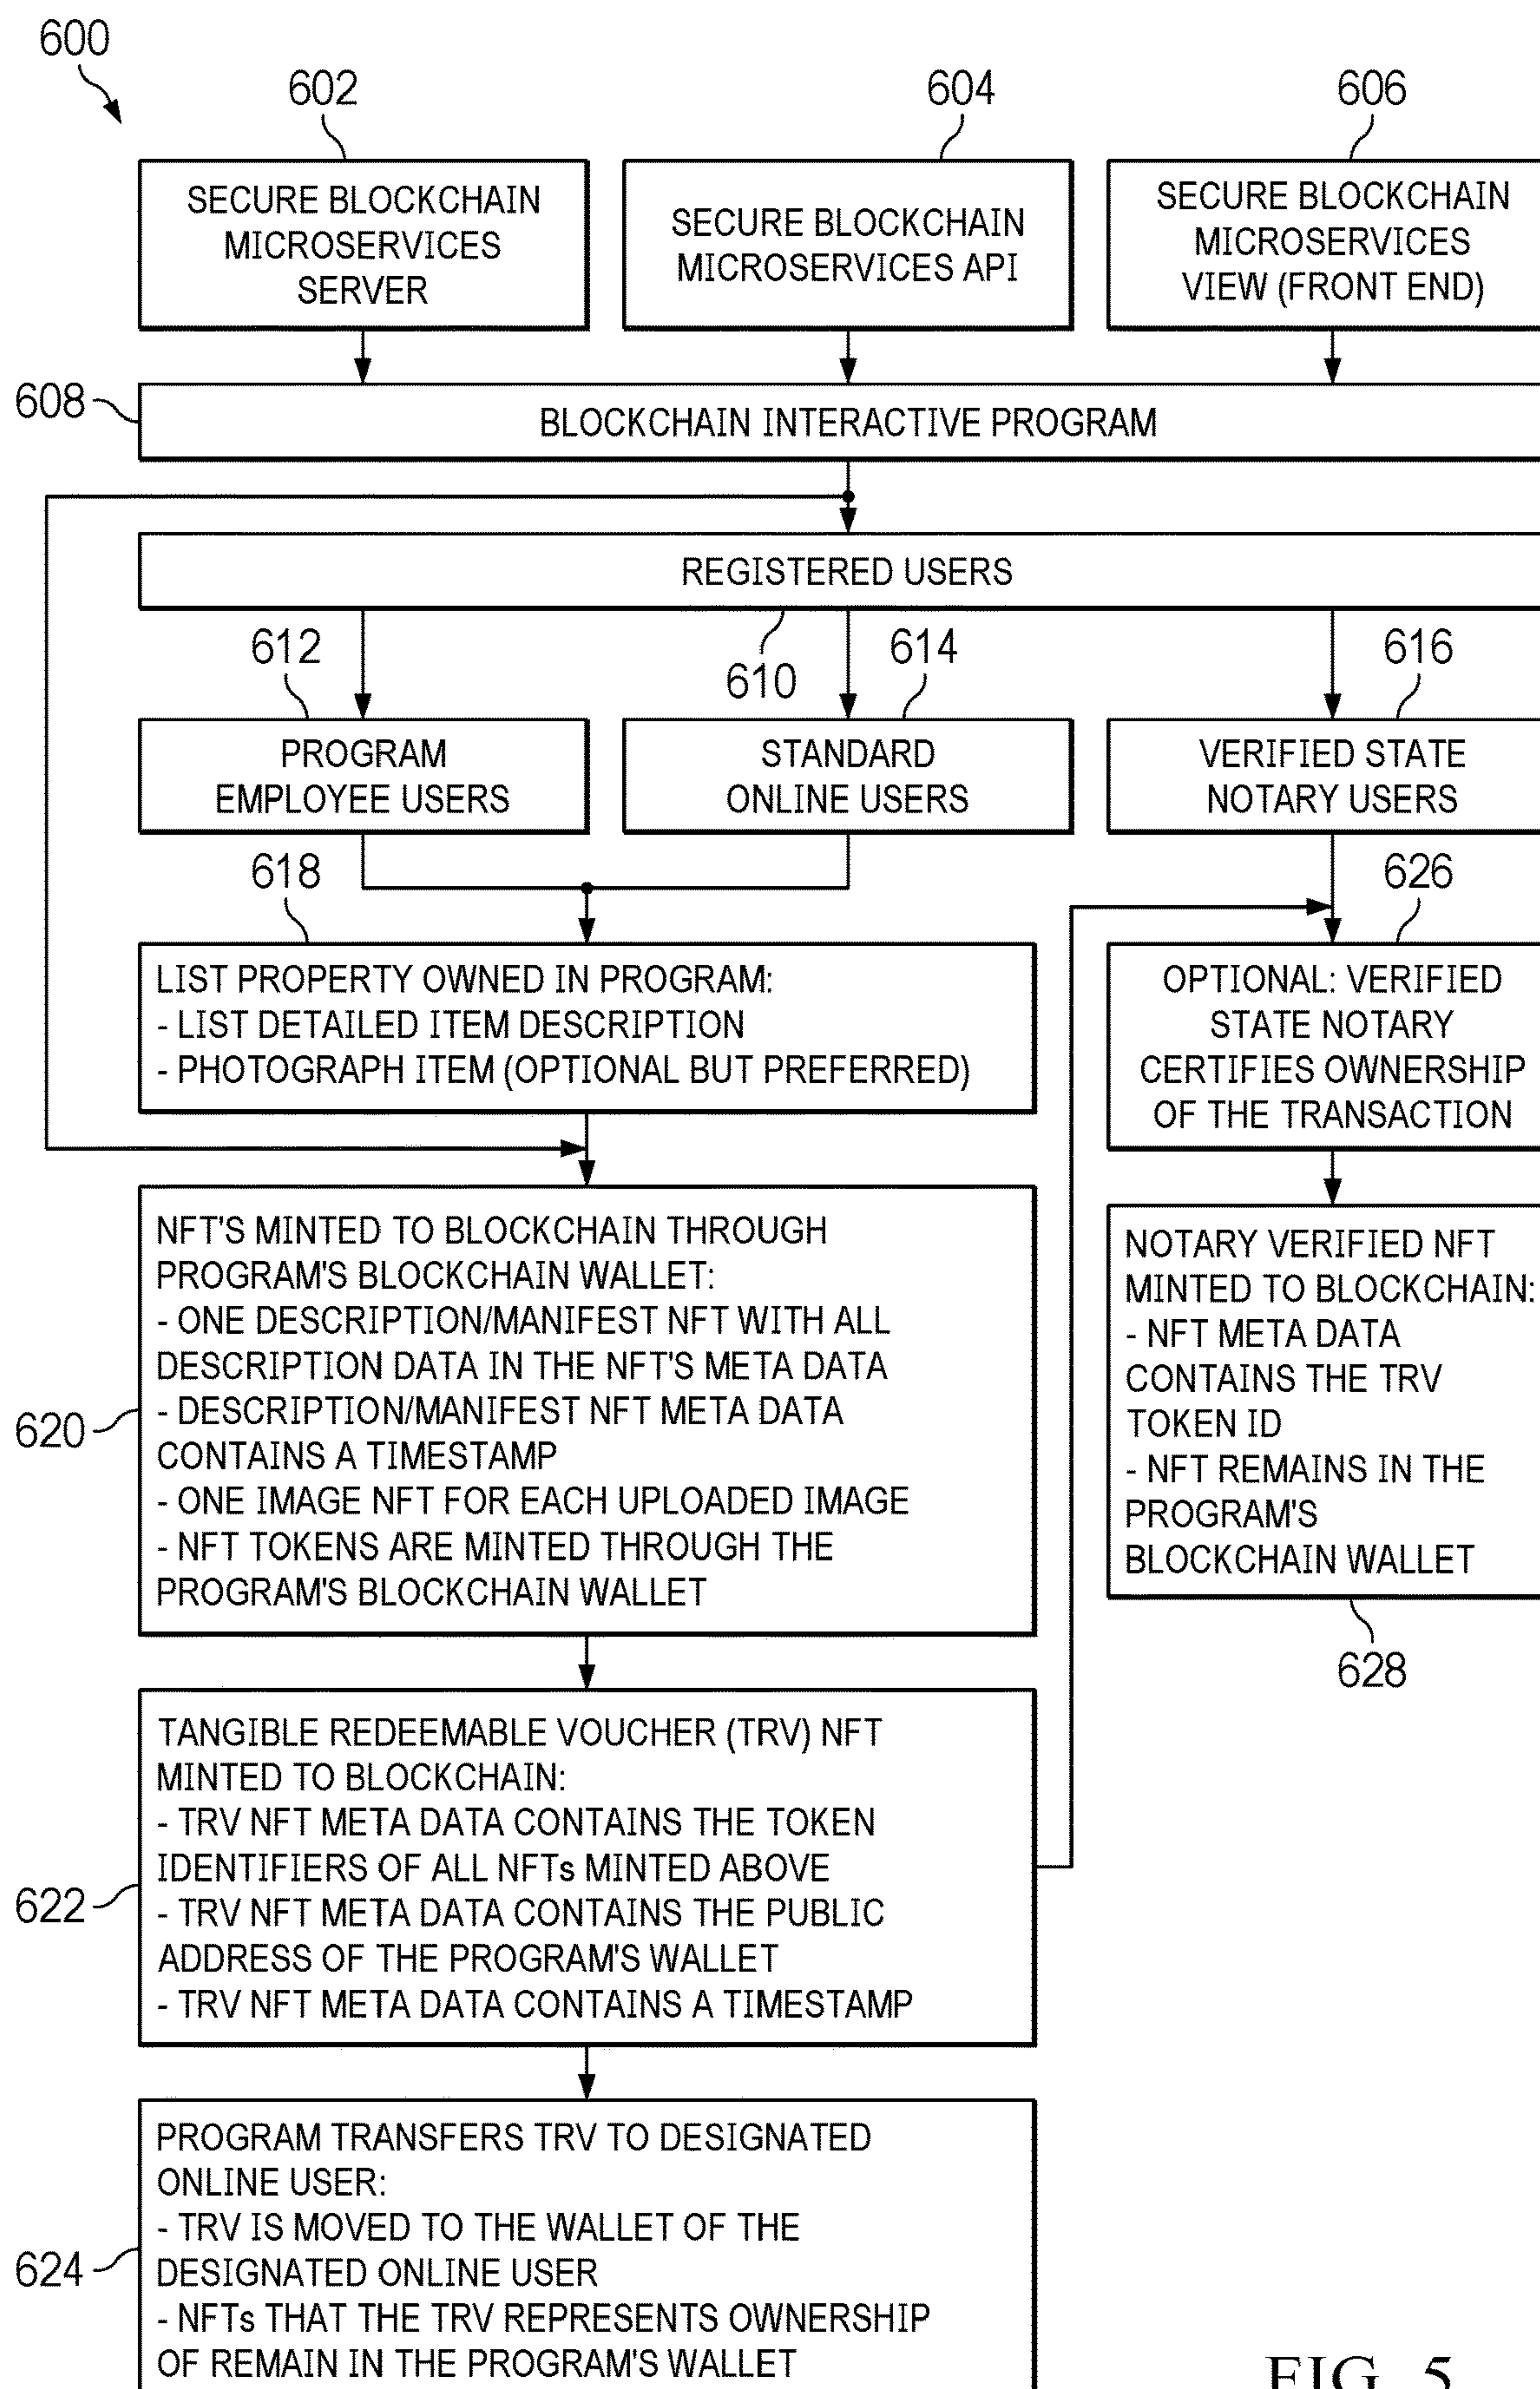 600
602
604
606
SECURE BLOCKCHAIN
MICROSERVICES
SERVER
SECURE BLOCKCHAIN
MICROSERVICES API
SECURE BLOCKCHAIN
MICROSERVICES
VIEW (FRONT END)
608
BLOCKCHAIN INTERACTIVE PROGRAM
REGISTERED USERS
612
610
614
616
PROGRAM
EMPLOYEE USERS
STANDARD
ONLINE USERS
VERIFIED STATE
NOTARY USERS
618
LIST PROPERTY OWNED IN PROGRAM:
- LIST DETAILED ITEM DESCRIPTION
- PHOTOGRAPH ITEM (OPTIONAL BUT PREFERRED)
626
OPTIONAL: VERIFIED
STATE NOTARY
CERTIFIES OWNERSHIP
OF THE TRANSACTION
620
NFT'S MINTED TO BLOCKCHAIN THROUGH
PROGRAM'S BLOCKCHAIN WALLET:
- ONE DESCRIPTION/MANIFEST NFT WITH ALL
DESCRIPTION DATA IN THE NFT'S META DATA
- DESCRIPTION/MANIFEST NFT META DATA
CONTAINS A TIMESTAMP
- ONE IMAGE NFT FOR EACH UPLOADED IMAGE
- NFT TOKENS ARE MINTED THROUGH THE
PROGRAM'S BLOCKCHAIN WALLET
NOTARY VERIFIED NFT
MINTED TO BLOCKCHAIN:
- NFT META DATA
CONTAINS THE TRV
TOKEN ID
- NFT REMAINS IN THE
PROGRAM'S
BLOCKCHAIN WALLET
628
622
TANGIBLE REDEEMABLE VOUCHER (TRV) NFT
MINTED TO BLOCKCHAIN:
- TRV NFT META DATA CONTAINS THE TOKEN
IDENTIFIERS OF ALL NFTs MINTED ABOVE
- TRV NFT META DATA CONTAINS THE PUBLIC
ADDRESS OF THE PROGRAM'S WALLET
- TRV NFT META DATA CONTAINS A TIMESTAMP
624
PROGRAM TRANSFERS TRV TO DESIGNATED
ONLINE USER:
- TRV IS MOVED TO THE WALLET OF THE
DESIGNATED ONLINE USER
- NFTs THAT THE TRV REPRESENTS OWNERSHIP
OF REMAIN IN THE PROGRAM'S WALLET
FIG. 5